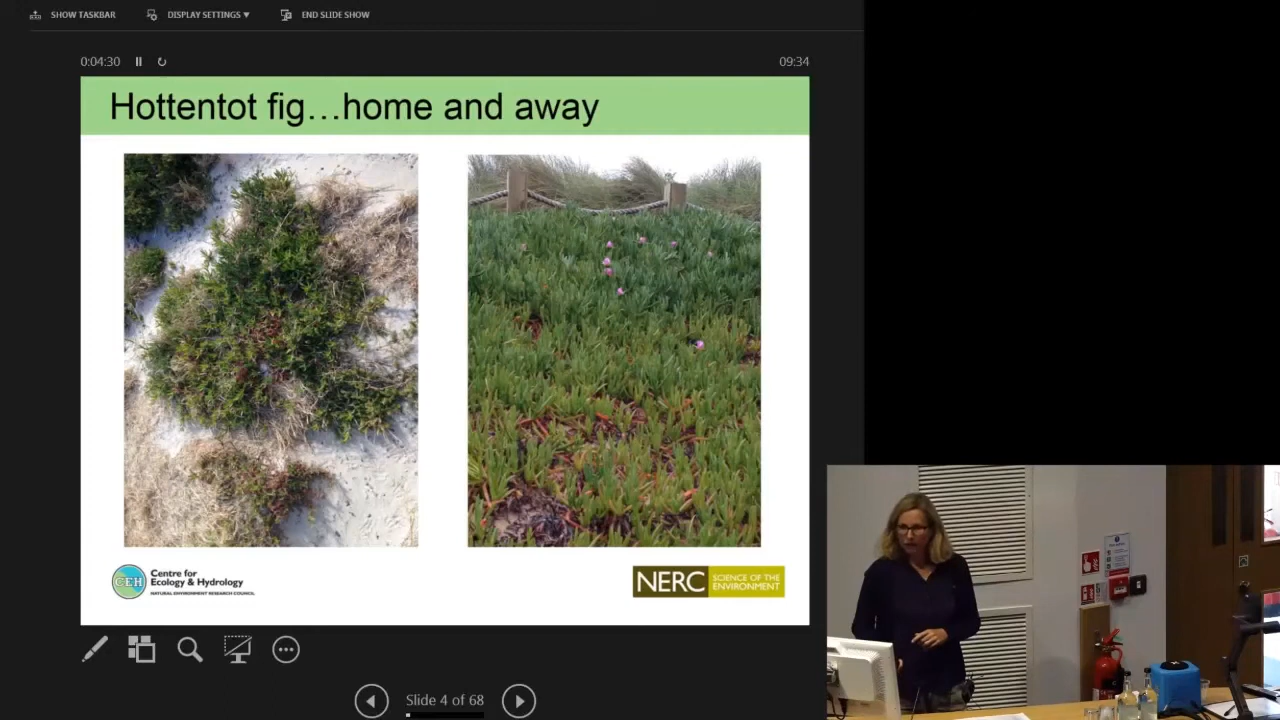 SHOW TASKBAR
DISPLAY SETTINGS ▼
END SLIDE SHOW
0:04:30
09:34
Hottentot fig…home and away
CEH
Centre for
Ecology & Hydrology
NATURAL ENVIRONMENT RESEARCH COUNCIL
NERC
SCIENCE OF THE
ENVIRONMENT
Slide 4 of 68